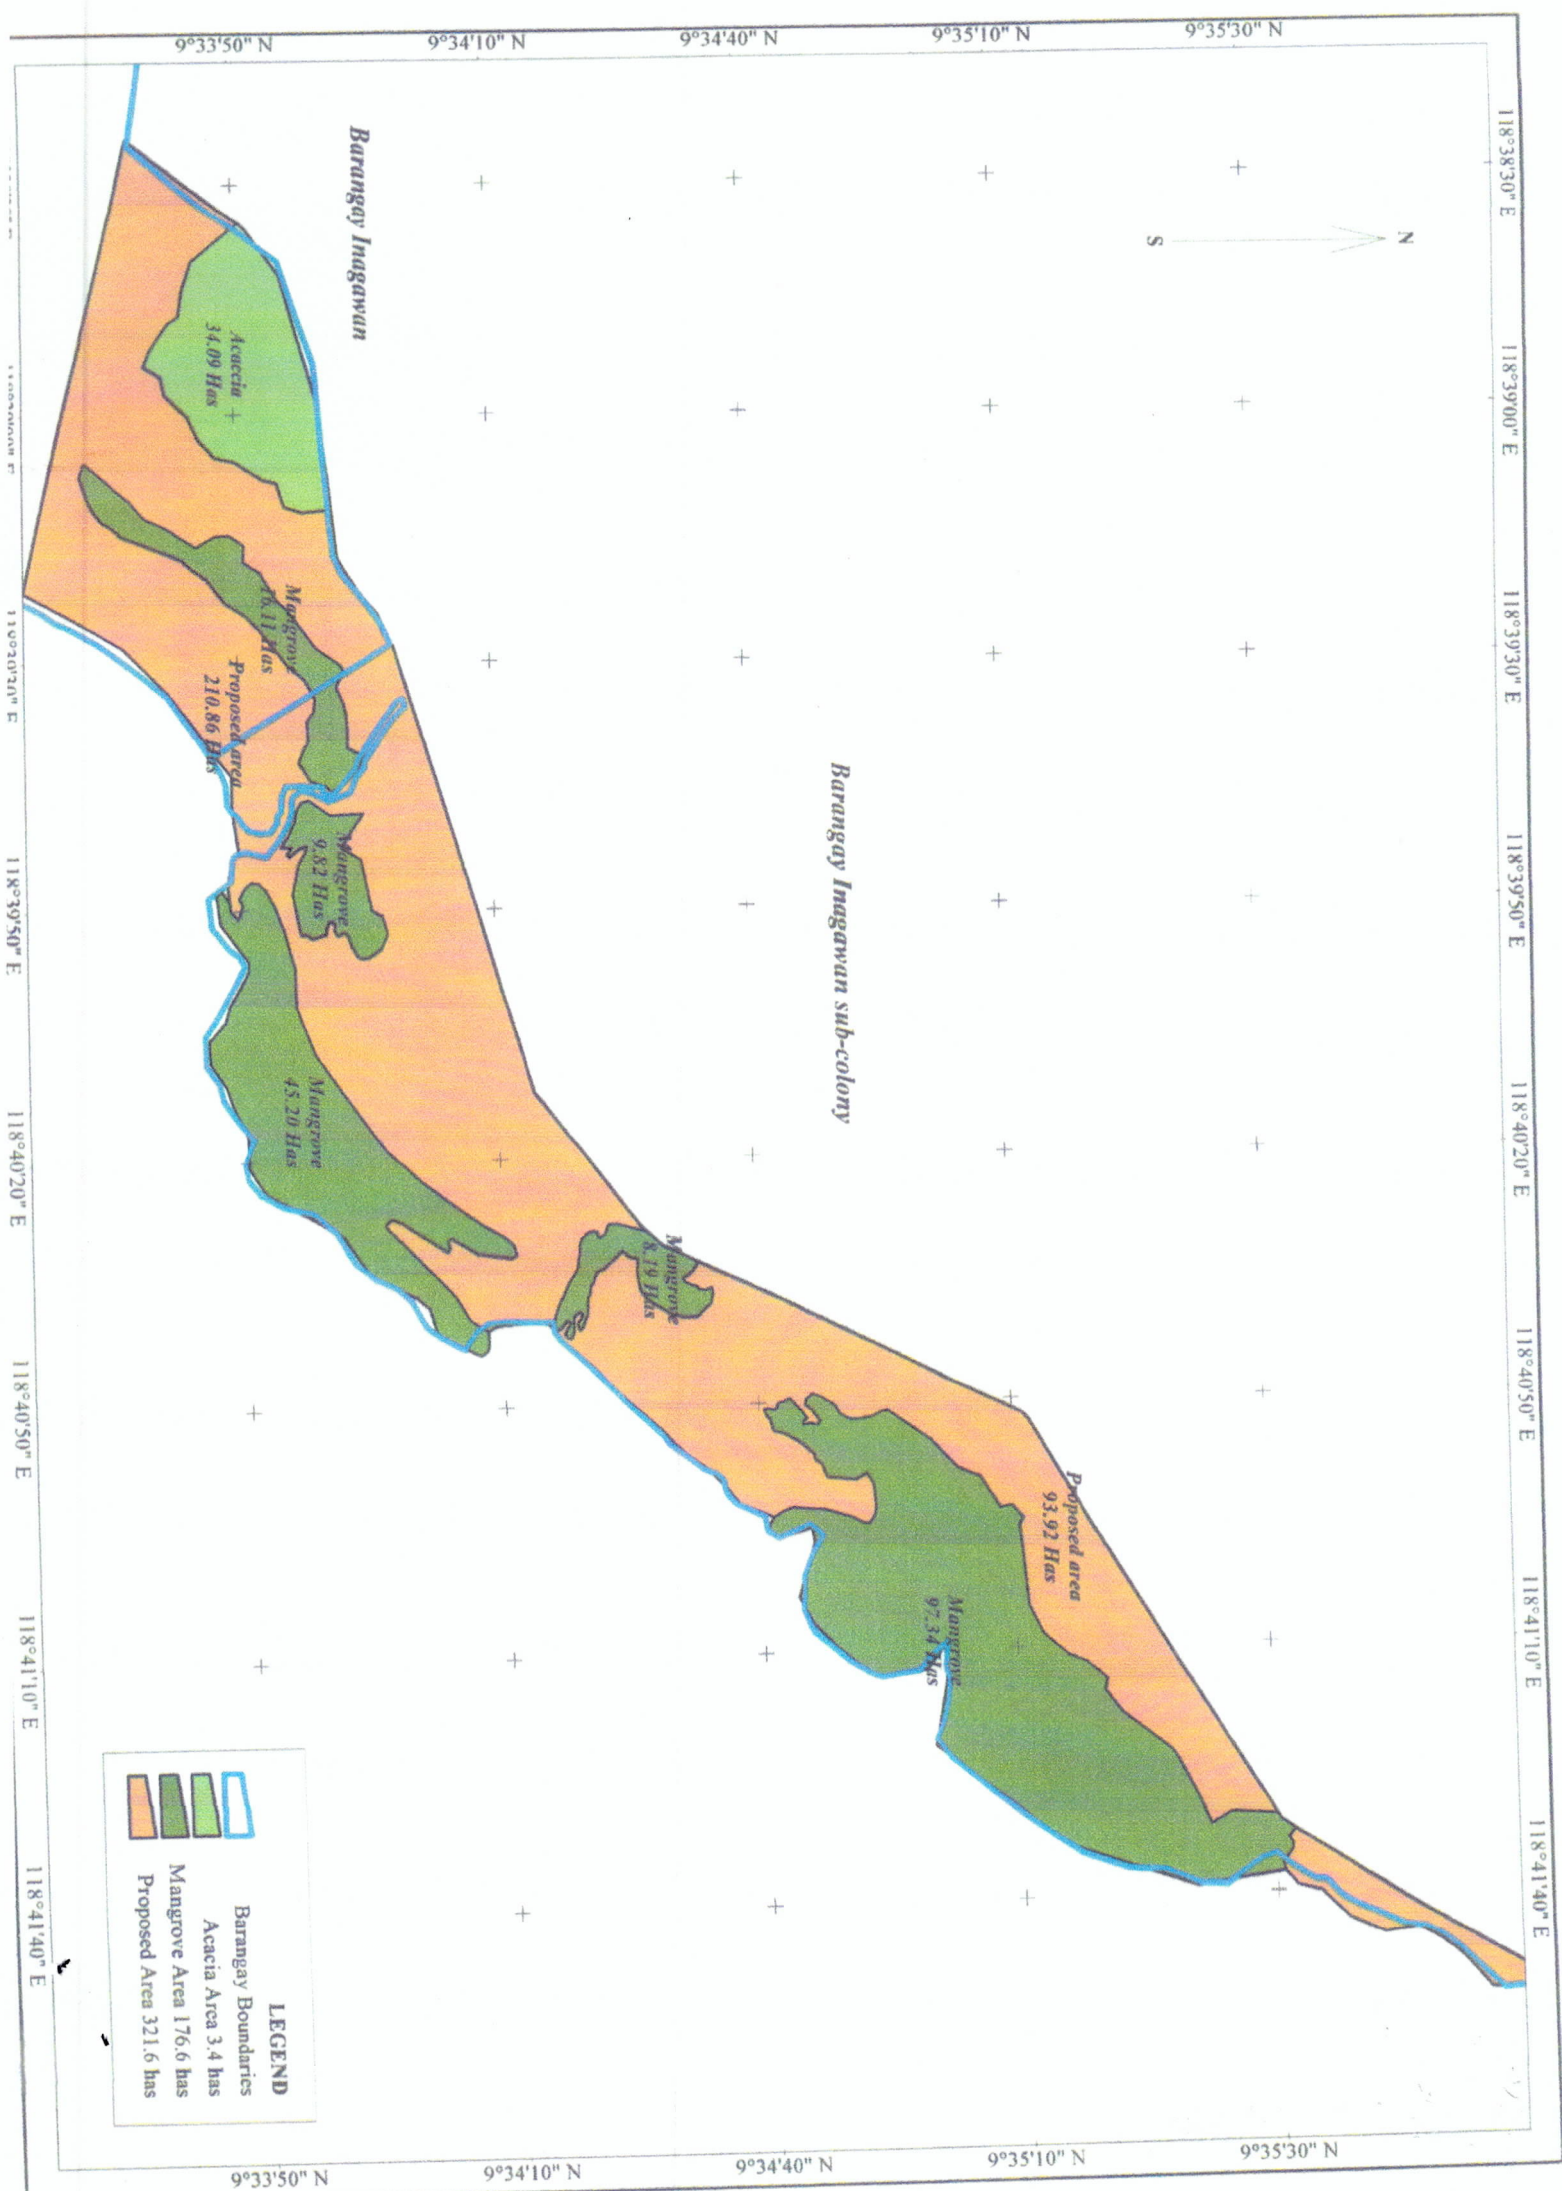 118°38'30" E
118°39'00" E
118°39'30" E
118°39'50" E
118°40'20" E
118°40'50" E
118°41'10" E
118°41'40" E
9°35'30" N
9°35'10" N
9°34'40" N
9°34'10" N
9°33'50" N
9°35'30" N
9°35'10" N
9°34'40" N
9°34'10" N
9°33'50" N
N
S
Barangay Inagawan sub-colony
Barangay Inagawan
Proposed area
93.92 Has
Mangrove
97.34 Has
Mangrove
8.19 Has
Mangrove
45.20 Has
Mangrove
9.82 Has
Mangrove
16.11 Has
Proposed area
210.86 Has
Acaccia
34.09 Has
LEGEND
Barangay Boundaries
Acacia Area 3.4 has
Mangrove Area 176.6 has
Proposed Area 321.6 has
118°39'50" E
118°40'20" E
118°40'50" E
118°41'10" E
118°41'40" E